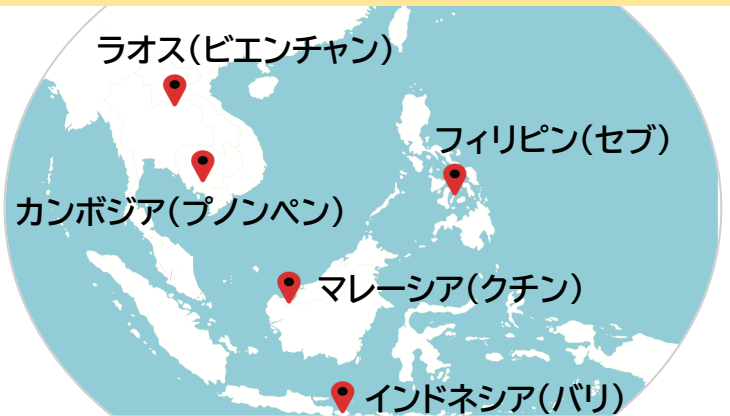 ラオス(ビエンチャン)
フィリピン(セブ)
カンボジア(プノンペン)
マレーシア(クチン)
インドネシア(バリ)